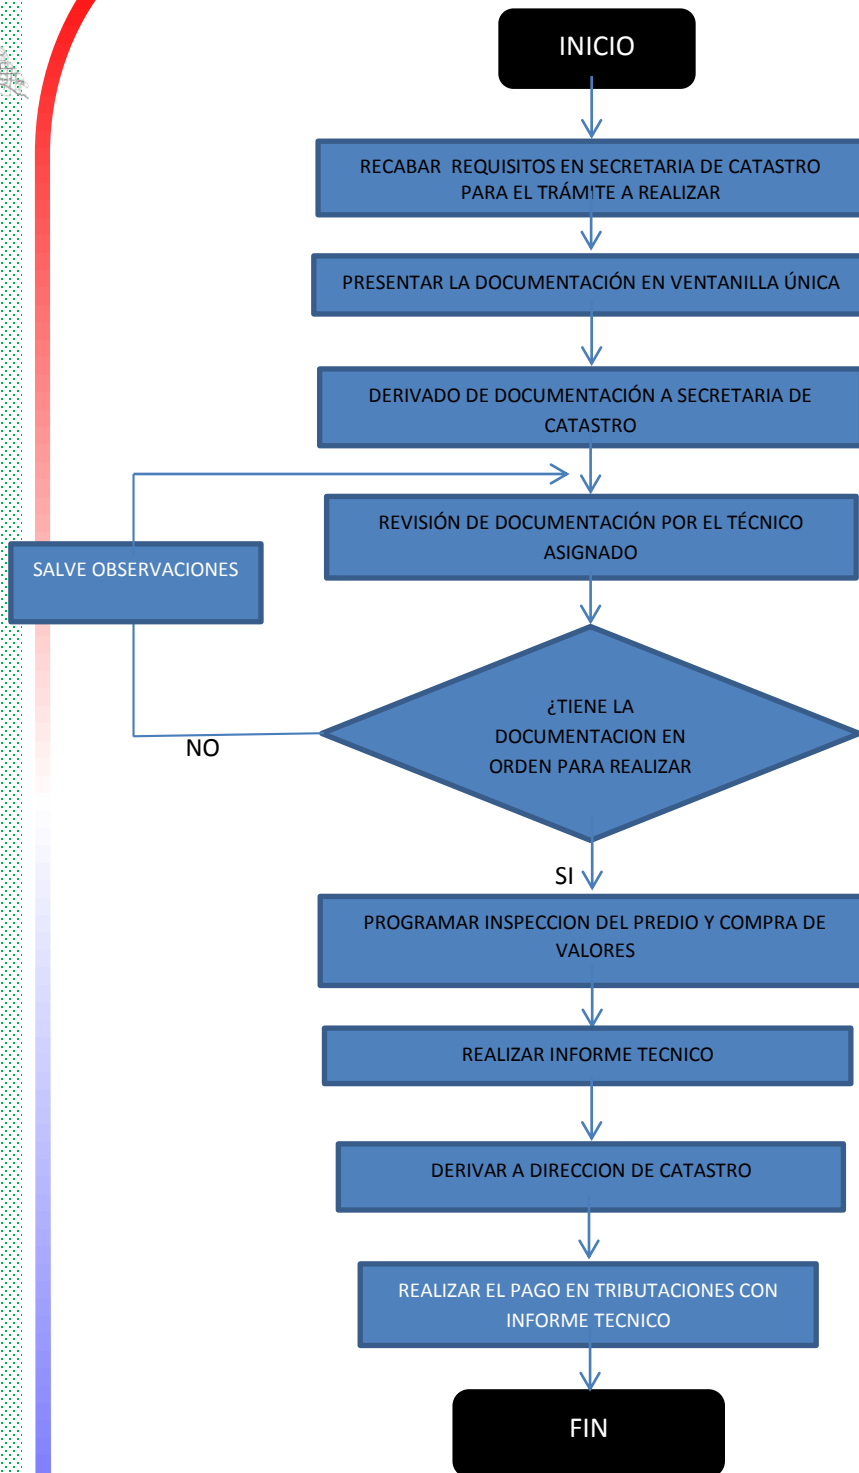 INICIO
RECABAR REQUISITOS EN SECRETARIA DE CATASTRO
PARA EL TRÁMITE A REALIZAR
PRESENTAR LA DOCUMENTACIÓN EN VENTANILLA ÚNICA
DERIVADO DE DOCUMENTACIÓN A SECRETARIA DE
CATASTRO
REVISIÓN DE DOCUMENTACIÓN POR EL TÉCNICO
ASIGNADO
SALVE OBSERVACIONES
¿TIENE LA
DOCUMENTACION EN
ORDEN PARA REALIZAR
NO
SI
PROGRAMAR INSPECCION DEL PREDIO Y COMPRA DE
VALORES
REALIZAR INFORME TECNICO
DERIVAR A DIRECCION DE CATASTRO
REALIZAR EL PAGO EN TRIBUTACIONES CON
INFORME TECNICO
FIN